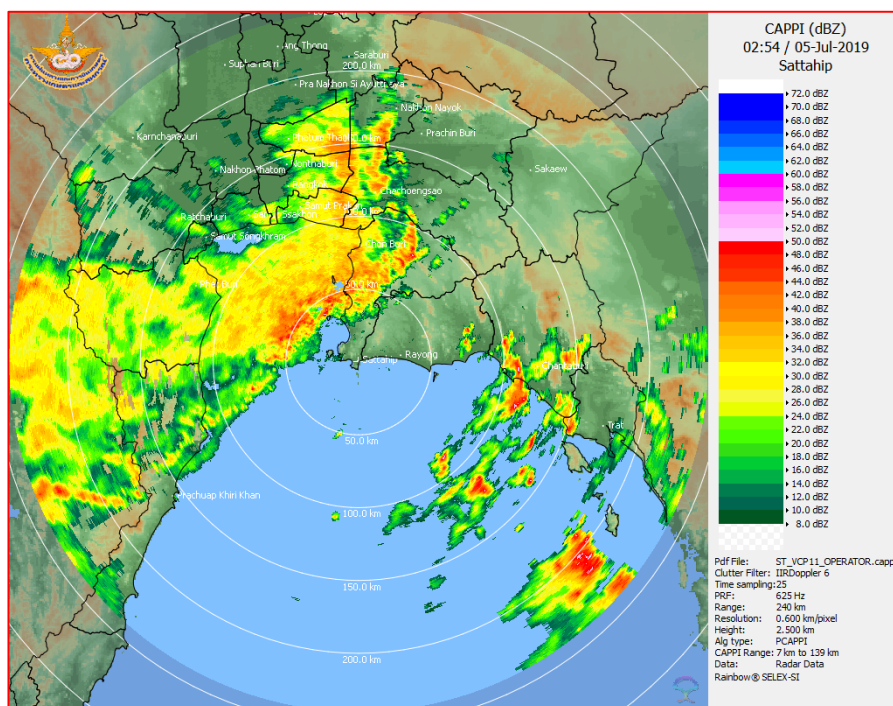 CAPPI (dBZ)
02:54 / 05-Jul-2019
Sattahip
72.0 dBZ
70.0 dBZ
68.0 dBZ
66.0 dBZ
64.0 dBZ
62.0 dBZ
60.0 dBZ
58.0 dBZ
56.0 dBZ
54.0 dBZ
52.0 dBZ
50.0 dBZ
48.0 dBZ
46.0 dBZ
44.0 dBZ
42.0 dBZ
40.0 dBZ
38.0 dBZ
36.0 dBZ
34.0 dBZ
32.0 dBZ
30.0 dBZ
28.0 dBZ
26.0 dBZ
24.0 dBZ
22.0 dBZ
20.0 dBZ
18.0 dBZ
16.0 dBZ
14.0 dBZ
12.0 dBZ
10.0 dBZ
8.0 dBZ
Pdf File: ST_VCP11_OPERATOR.capp
Clutter Filter: IIRDoppler 6
Time sampling:25
PRF: 625 Hz
Range: 240 km
Resolution: 0.600 km/pixel
Height: 2.500 km
Alg type: PCAPPI
CAPPI Range: 7 km to 139 km
Data: Radar Data
Rainbow® SELEX-SI
Ang Thong
Saraburi
200.0 km
Nakhon Nayok
Karnchanaburi
Prachin Buri
Nonthaburi
Nakhon Phatom
Sakaew
Chachoengsao
Ratchaburi
Samut Songkhram
Chon Buri
Sattahip
Rayong
Trat
50.0 km
Prachuap Khiri Khan
100.0 km
150.0 km
200.0 km